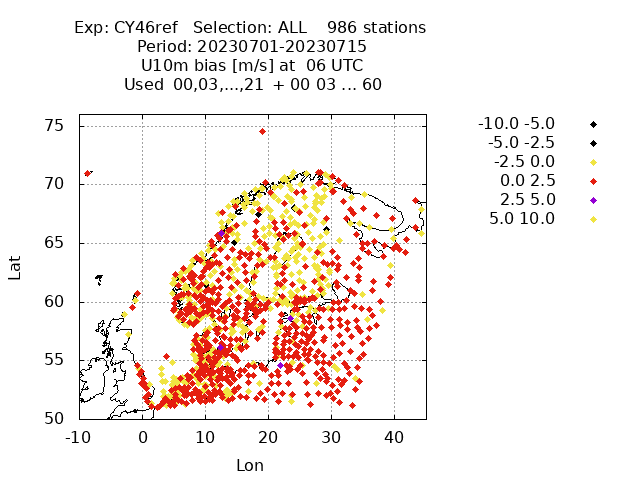 Exp: CY46ref   Selection: ALL    986 stations
Period: 20230701-20230715
U10m bias [m/s] at  06 UTC
Used  00,03,...,21  + 00 03 ... 60
-10.0 -5.0
-5.0 -2.5
-2.5 0.0
0.0 2.5
2.5 5.0
5.0 10.0
75
70
65
60
55
50
Lat
-10 0 10 20 30 40
Lon